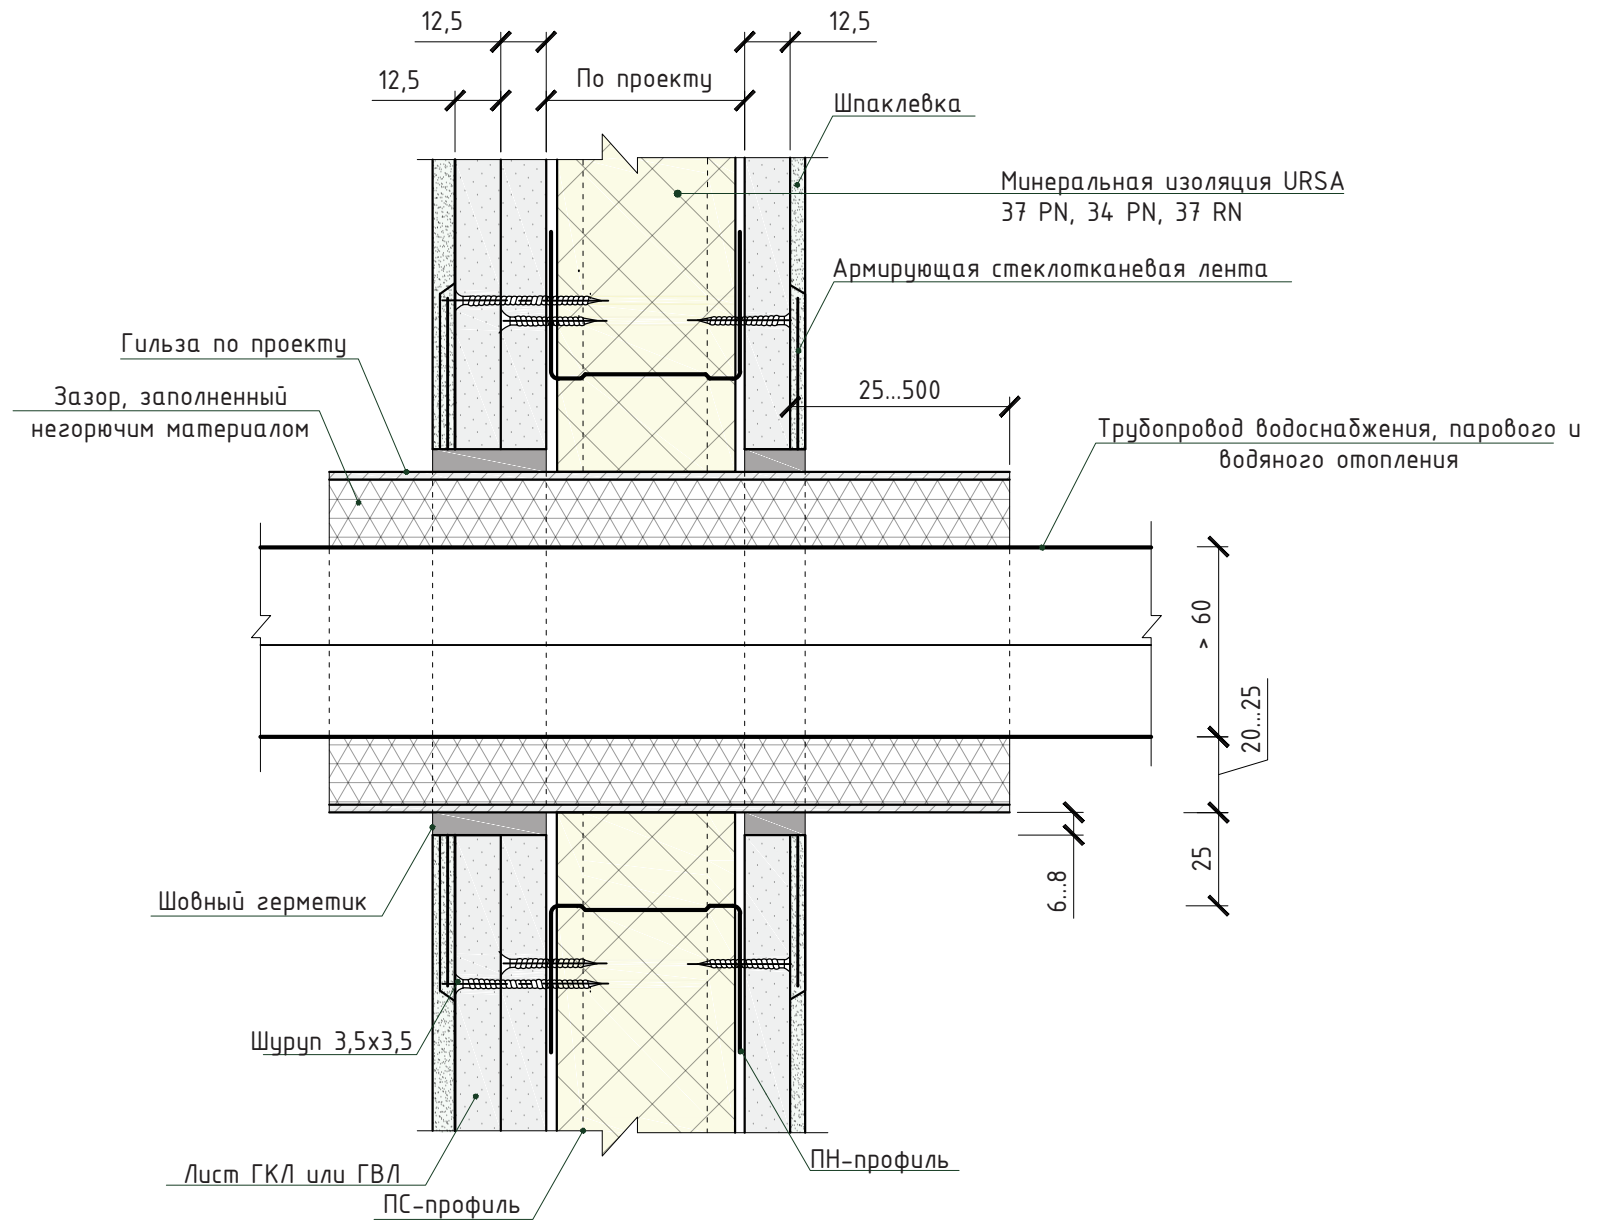 12,5
12,5
12,5
По проекту
Шпаклевка
Минеральная изоляция URSA
37 PN, 34 PN, 37 RN
Армирующая стеклотканевая лента
Гильза по проекту
Зазор, заполненный
негорючим материалом
25...500
Трубопровод водоснабжения, парового и
водяного отопления
> 60
20...25
25
6...8
Шовный герметик
Шуруп 3,5х3,5
Лист ГКЛ или ГВЛ
ПС-профиль
ПН-профиль